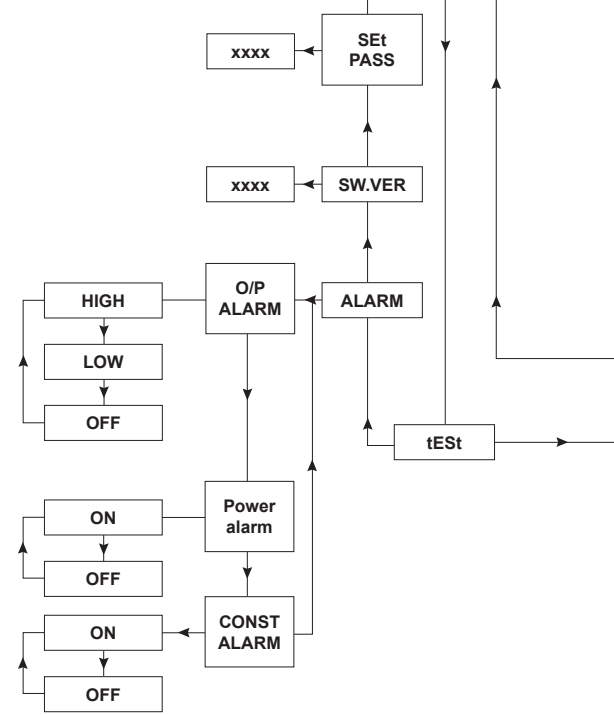 SEt
PASS
xxxx
xxxx
SW.VER
O/P
ALARM
ALARM
HIGH
LOW
OFF
tESt
Power
alarm
ON
OFF
CONST
ALARM
ON
OFF